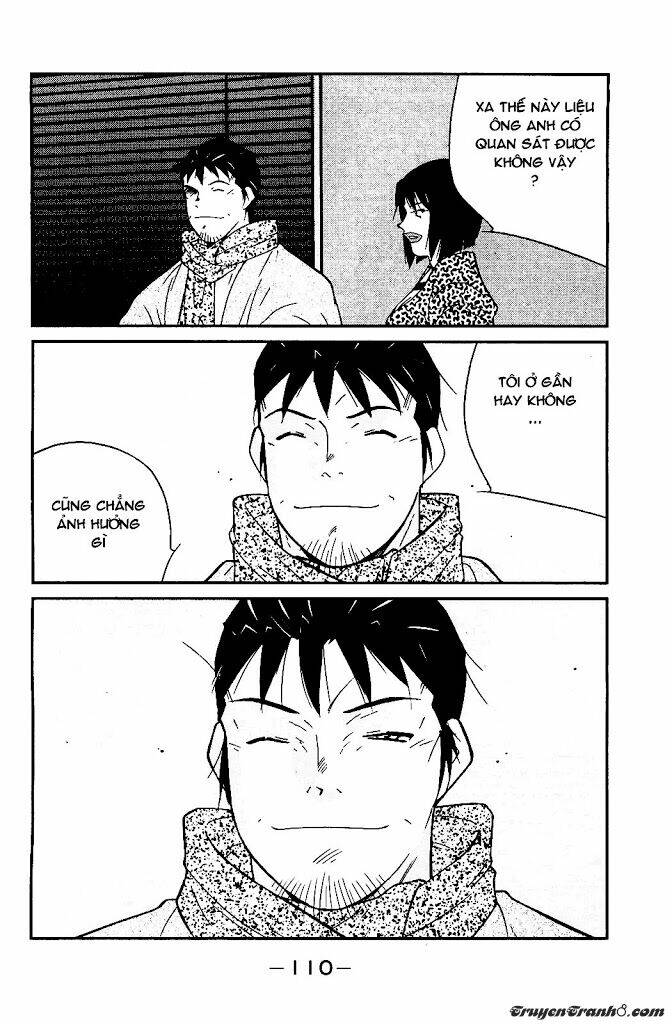 XA THẾ NÀY LIỆU
ÔNG ANH CÓ
QUAN SÁT ĐƯỢC
KHÔNG VẬY
?
TÔI Ở GẦN
HAY KHÔNG
...
CŨNG CHẲNG
ẢNH HƯỞNG
GÌ
-110-
TruyenTranh8.com